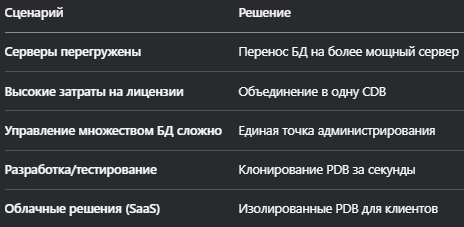 Сценарий Решение
Серверы перегружены Перенос БД на более мощный сервер
Высокие затраты на лицензии Объединение в одну CDB
Управление множеством БД сложно Единая точка администрирования
Разработка/тестирование Клонирование PDB за секунды
Облачные решения (SaaS) Изолированные PDB для клиентов